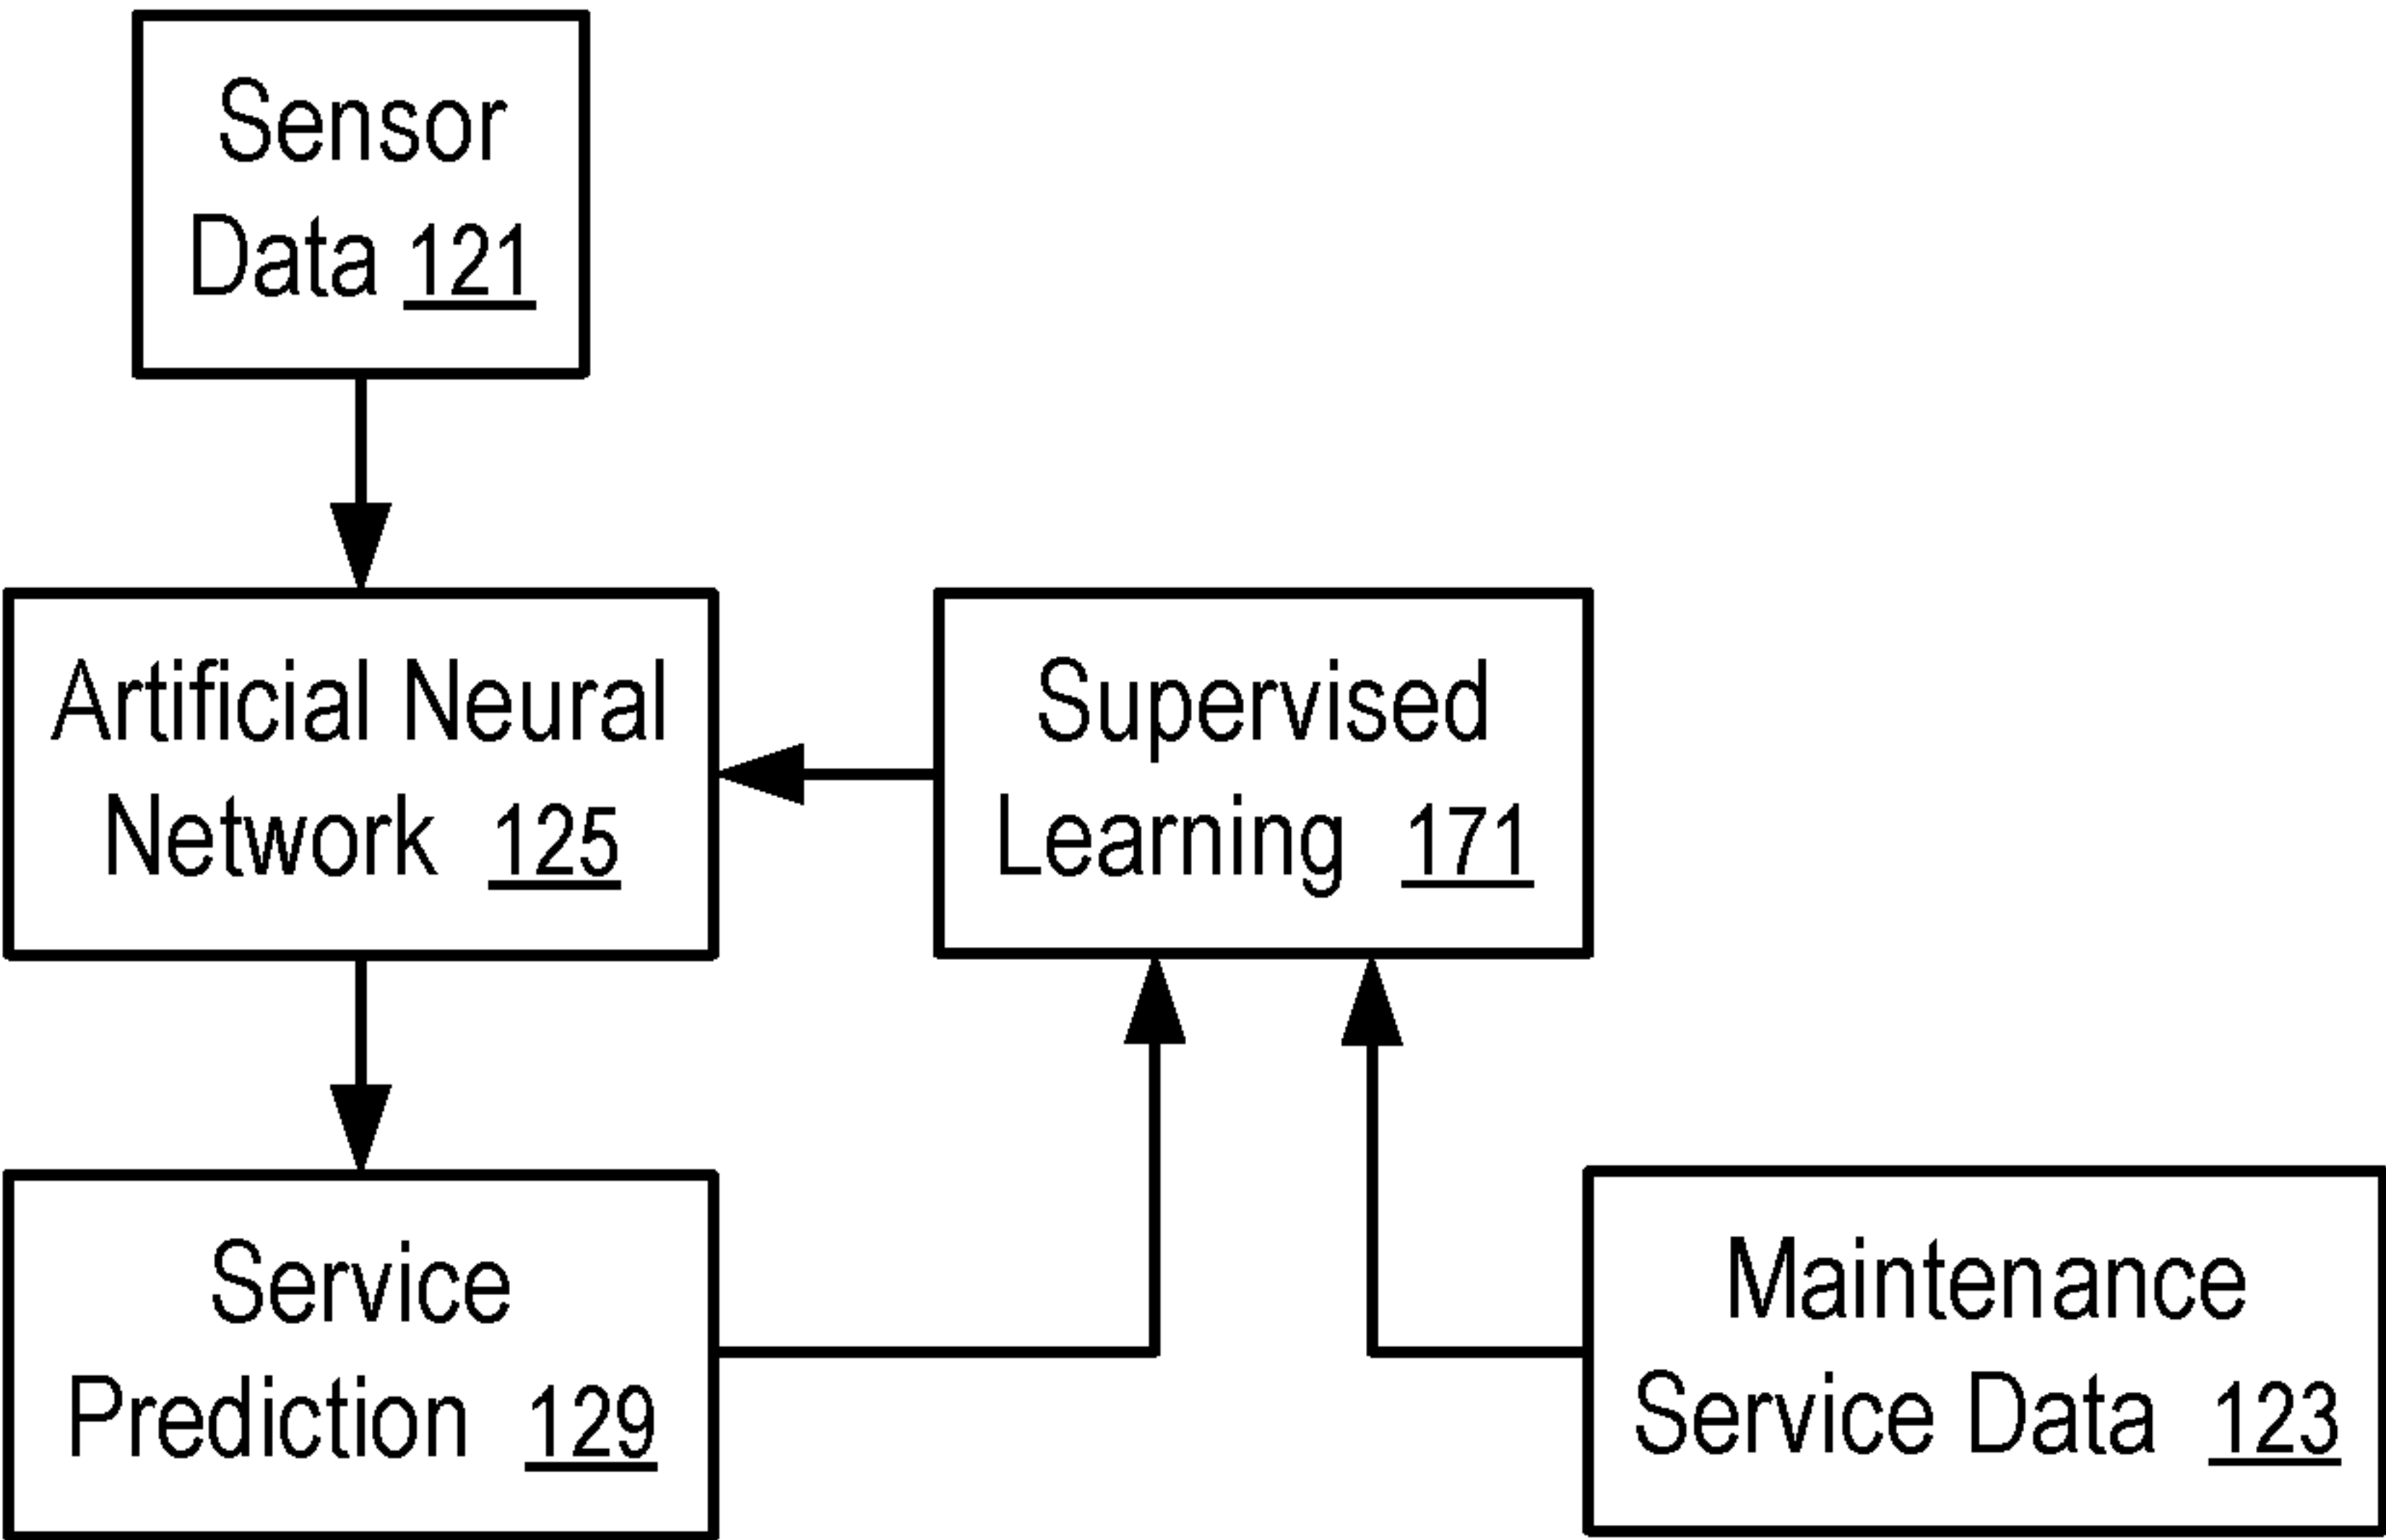 Sensor
Data 121
Artificial Neural
Network 125
Supervised
Learning 171
Service
Prediction 129
Maintenance
Service Data 123